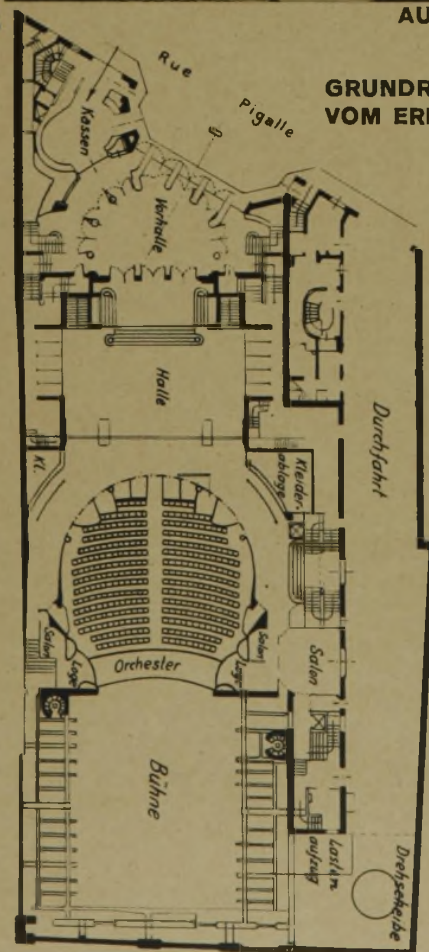 AU
GRUNDR
VOM ERD
Rue
Pigalle
Kassen
Vorhalle
Halle
Durchfahrt
Kl.
Kleider-
ablage
Salon
Loge
Orchester
Loge
Salon
Salon
Bühne
Lasten
aufzug
Drehscheibe